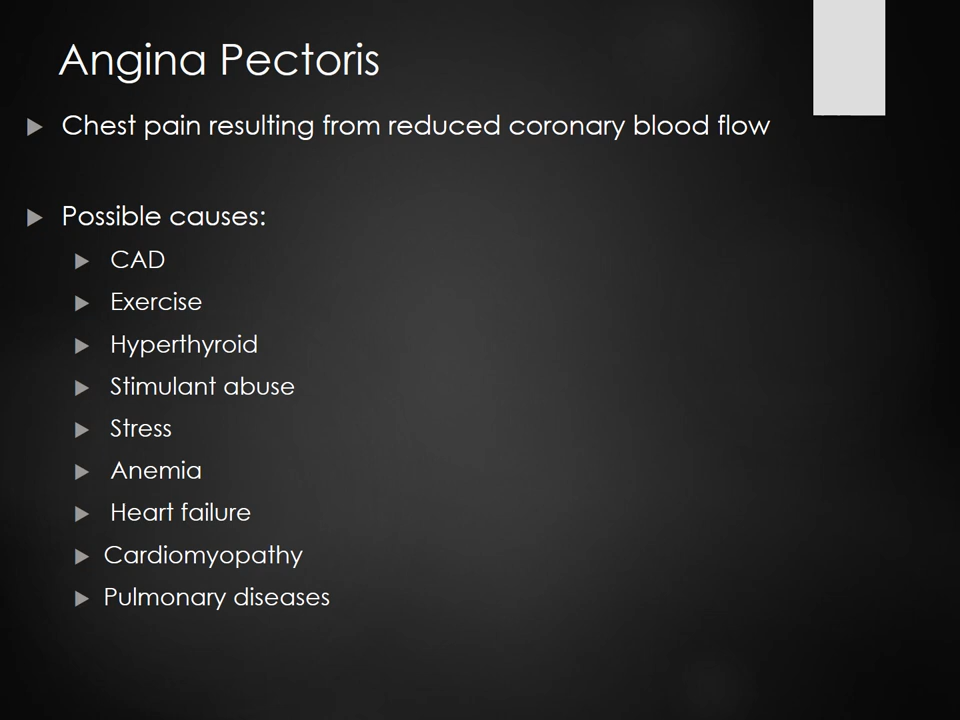 Angina Pectoris
Chest pain resulting from reduced coronary blood flow
Possible causes:
CAD
Exercise
Hyperthyroid
Stimulant abuse
Stress
Anemia
Heart failure
Cardiomyopathy
Pulmonary diseases